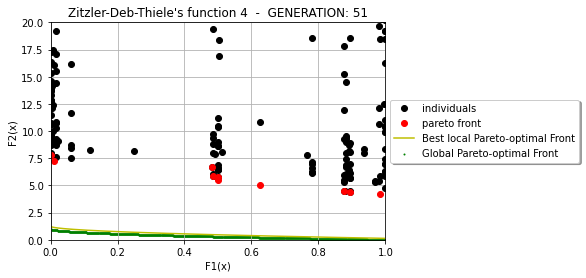 Zitzler-Deb-Thiele's function 4 - GENERATION: 51
20.0
17.5
15.0
12.5
10.0
7.5
5.0
2.5
0.0
F2(x)
0.0 0.2 0.4 0.6 0.8 1.0
F1(x)
individuals
pareto front
Best local Pareto-optimal Front
Global Pareto-optimal Front